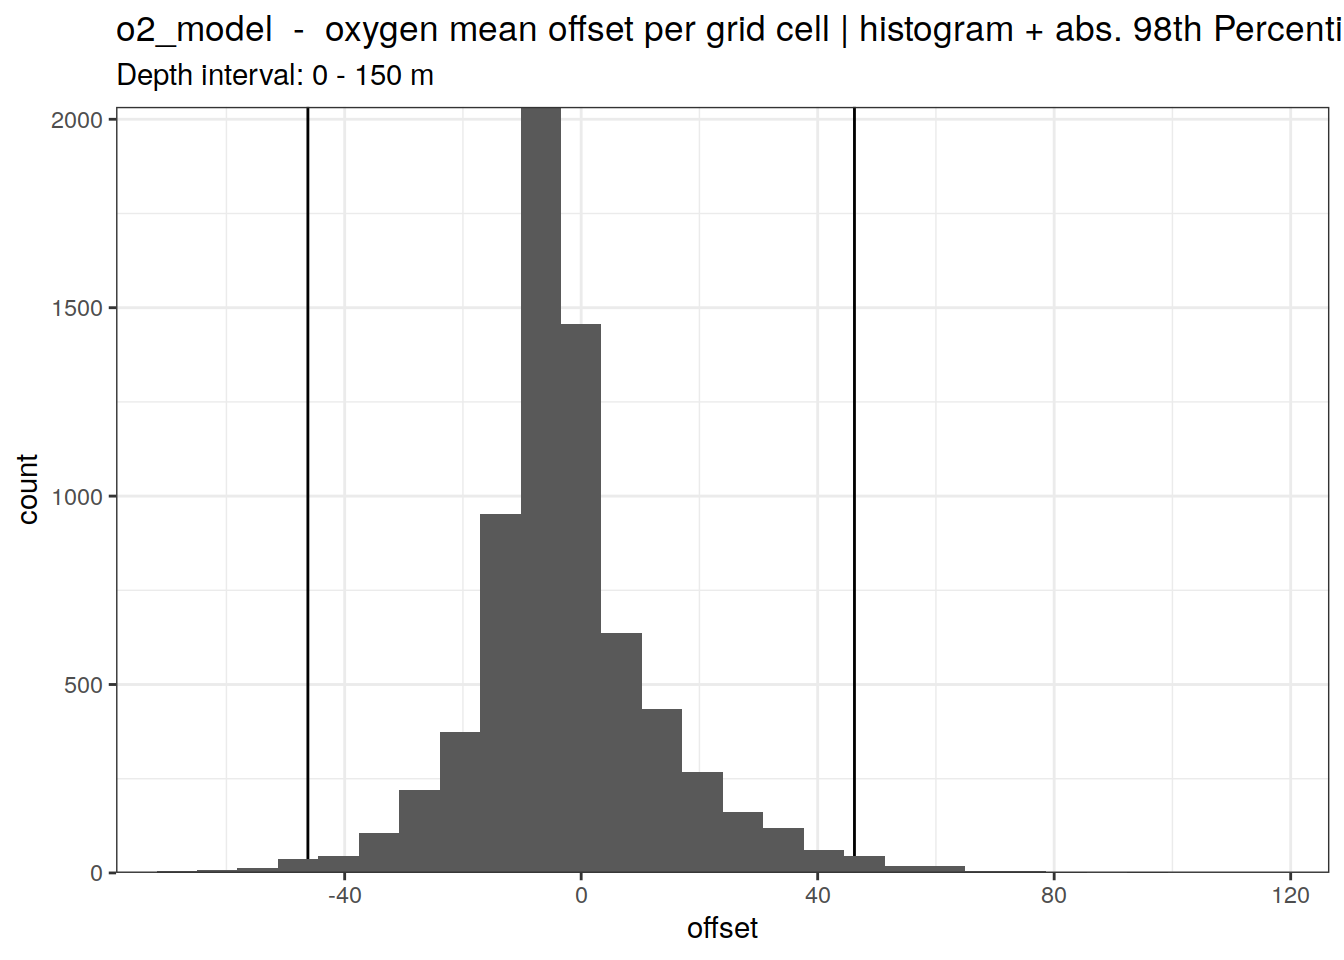 o2_model  -  oxygen mean offset per grid cell | histogram + abs. 98th Percenti
Depth interval: 0 - 150 m
2000
1500
1000
500
0
count
-40 0 40 80 120
offset